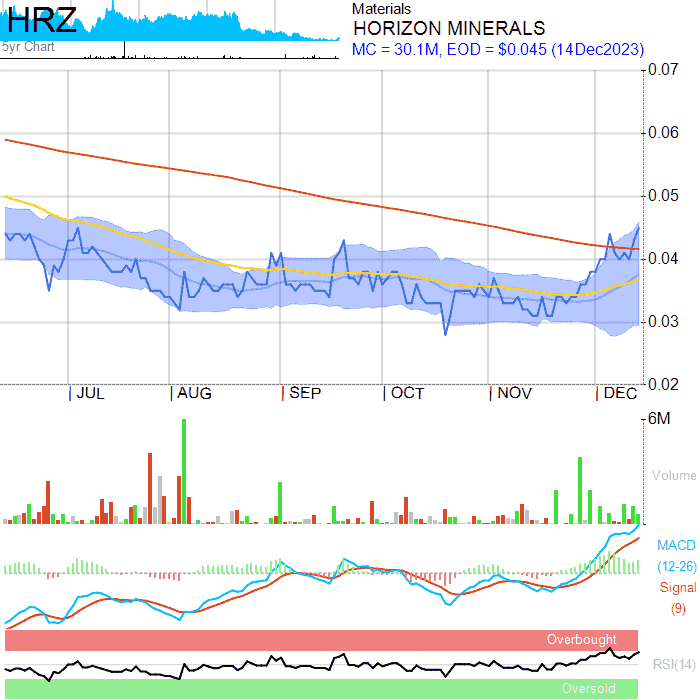 HRZ
5yr Chart
Materials
HORIZON MINERALS
MC = 30.1M, EOD = $0.045 (14Dec2023)
0.07
0.06
0.05
0.04
0.03
0.02
JUL
AUG
SEP
OCT
NOV
DEC
6M
Volume
MACD
(12-26)
Signal
(9)
Overbought
RSI(14)
Oversold